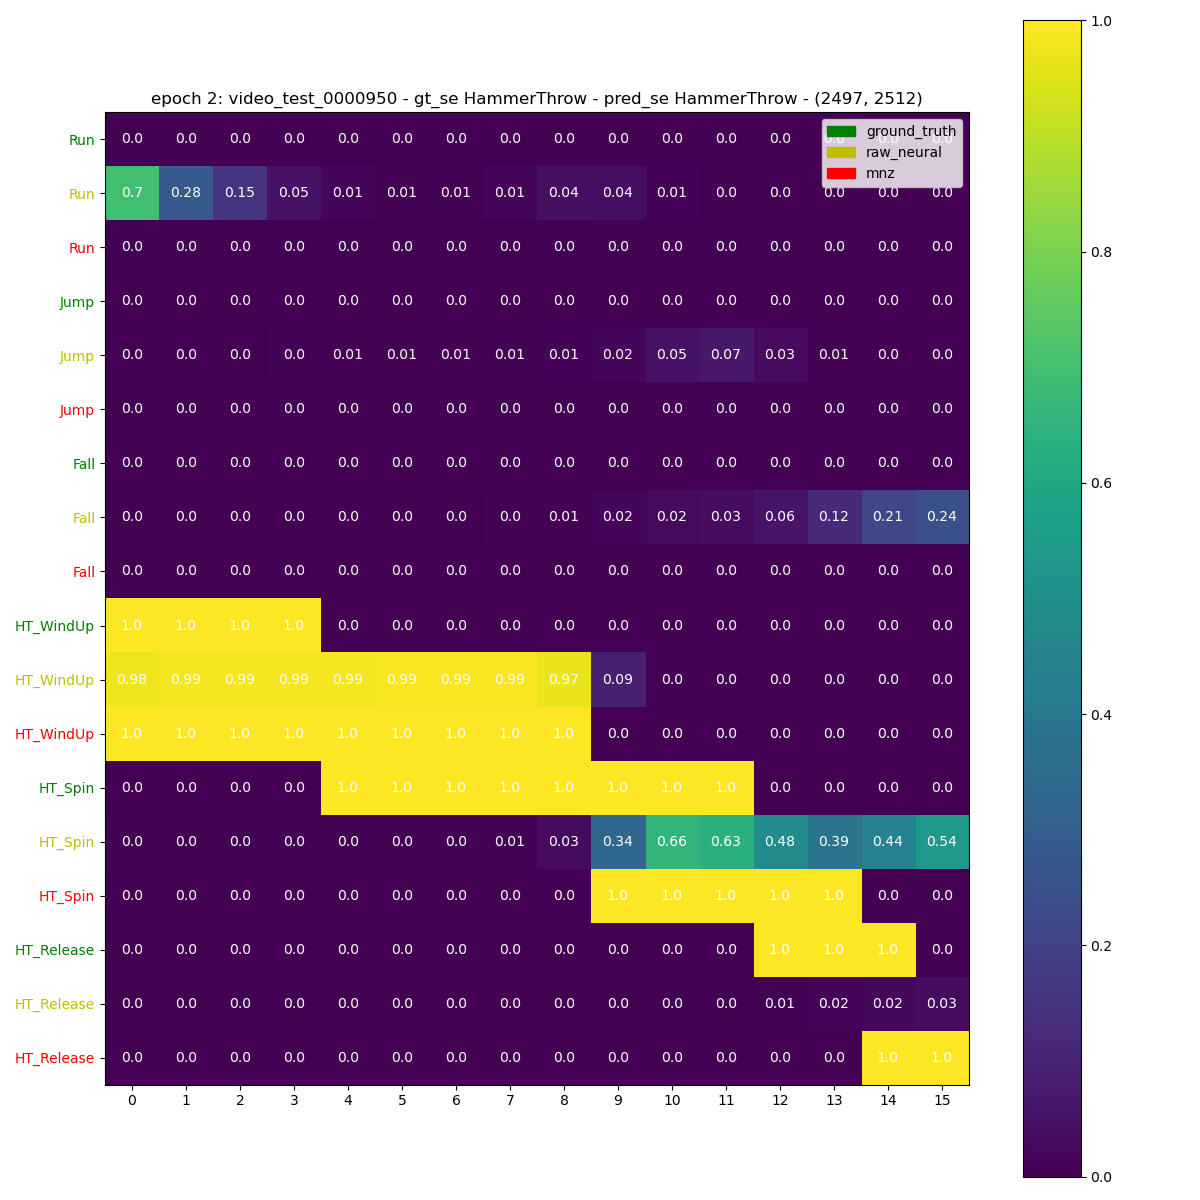 epoch 2: video_test_0000950 - gt_se HammerThrow - pred_se HammerThrow - (2497, 2512)
ground_truth
raw_neural
mnz
Run 0.0 0.0 0.0 0.0 0.0 0.0 0.0 0.0 0.0 0.0 0.0 0.0 0.0 0.0 0.0 0.0
Run 0.7 0.28 0.15 0.05 0.01 0.01 0.01 0.01 0.04 0.04 0.01 0.0 0.0 0.0 0.0 0.0
Run 0.0 0.0 0.0 0.0 0.0 0.0 0.0 0.0 0.0 0.0 0.0 0.0 0.0 0.0 0.0 0.0
Jump 0.0 0.0 0.0 0.0 0.0 0.0 0.0 0.0 0.0 0.0 0.0 0.0 0.0 0.0 0.0 0.0
Jump 0.0 0.0 0.0 0.0 0.01 0.01 0.01 0.01 0.01 0.02 0.05 0.07 0.03 0.01 0.0 0.0
Jump 0.0 0.0 0.0 0.0 0.0 0.0 0.0 0.0 0.0 0.0 0.0 0.0 0.0 0.0 0.0 0.0
Fall 0.0 0.0 0.0 0.0 0.0 0.0 0.0 0.0 0.0 0.0 0.0 0.0 0.0 0.0 0.0 0.0
Fall 0.0 0.0 0.0 0.0 0.0 0.0 0.0 0.0 0.01 0.02 0.02 0.03 0.06 0.12 0.21 0.24
Fall 0.0 0.0 0.0 0.0 0.0 0.0 0.0 0.0 0.0 0.0 0.0 0.0 0.0 0.0 0.0 0.0
HT_WindUp 1.0 1.0 1.0 1.0 0.0 0.0 0.0 0.0 0.0 0.0 0.0 0.0 0.0 0.0 0.0 0.0
HT_WindUp 0.98 0.99 0.99 0.99 0.99 0.99 0.99 0.99 0.97 0.09 0.0 0.0 0.0 0.0 0.0 0.0
HT_WindUp 1.0 1.0 1.0 1.0 1.0 1.0 1.0 1.0 1.0 0.0 0.0 0.0 0.0 0.0 0.0 0.0
HT_Spin 0.0 0.0 0.0 0.0 1.0 1.0 1.0 1.0 1.0 1.0 1.0 1.0 0.0 0.0 0.0 0.0
HT_Spin 0.0 0.0 0.0 0.0 0.0 0.0 0.0 0.01 0.03 0.34 0.66 0.63 0.48 0.39 0.44 0.54
HT_Spin 0.0 0.0 0.0 0.0 0.0 0.0 0.0 0.0 0.0 1.0 1.0 1.0 1.0 1.0 0.0 0.0
HT_Release 0.0 0.0 0.0 0.0 0.0 0.0 0.0 0.0 0.0 0.0 0.0 0.0 1.0 1.0 1.0 0.0
HT_Release 0.0 0.0 0.0 0.0 0.0 0.0 0.0 0.0 0.0 0.0 0.0 0.0 0.01 0.02 0.02 0.03
HT_Release 0.0 0.0 0.0 0.0 0.0 0.0 0.0 0.0 0.0 0.0 0.0 0.0 0.0 0.0 1.0 1.0
0 1 2 3 4 5 6 7 8 9 10 11 12 13 14 15
1.0
0.8
0.6
0.4
0.2
0.0